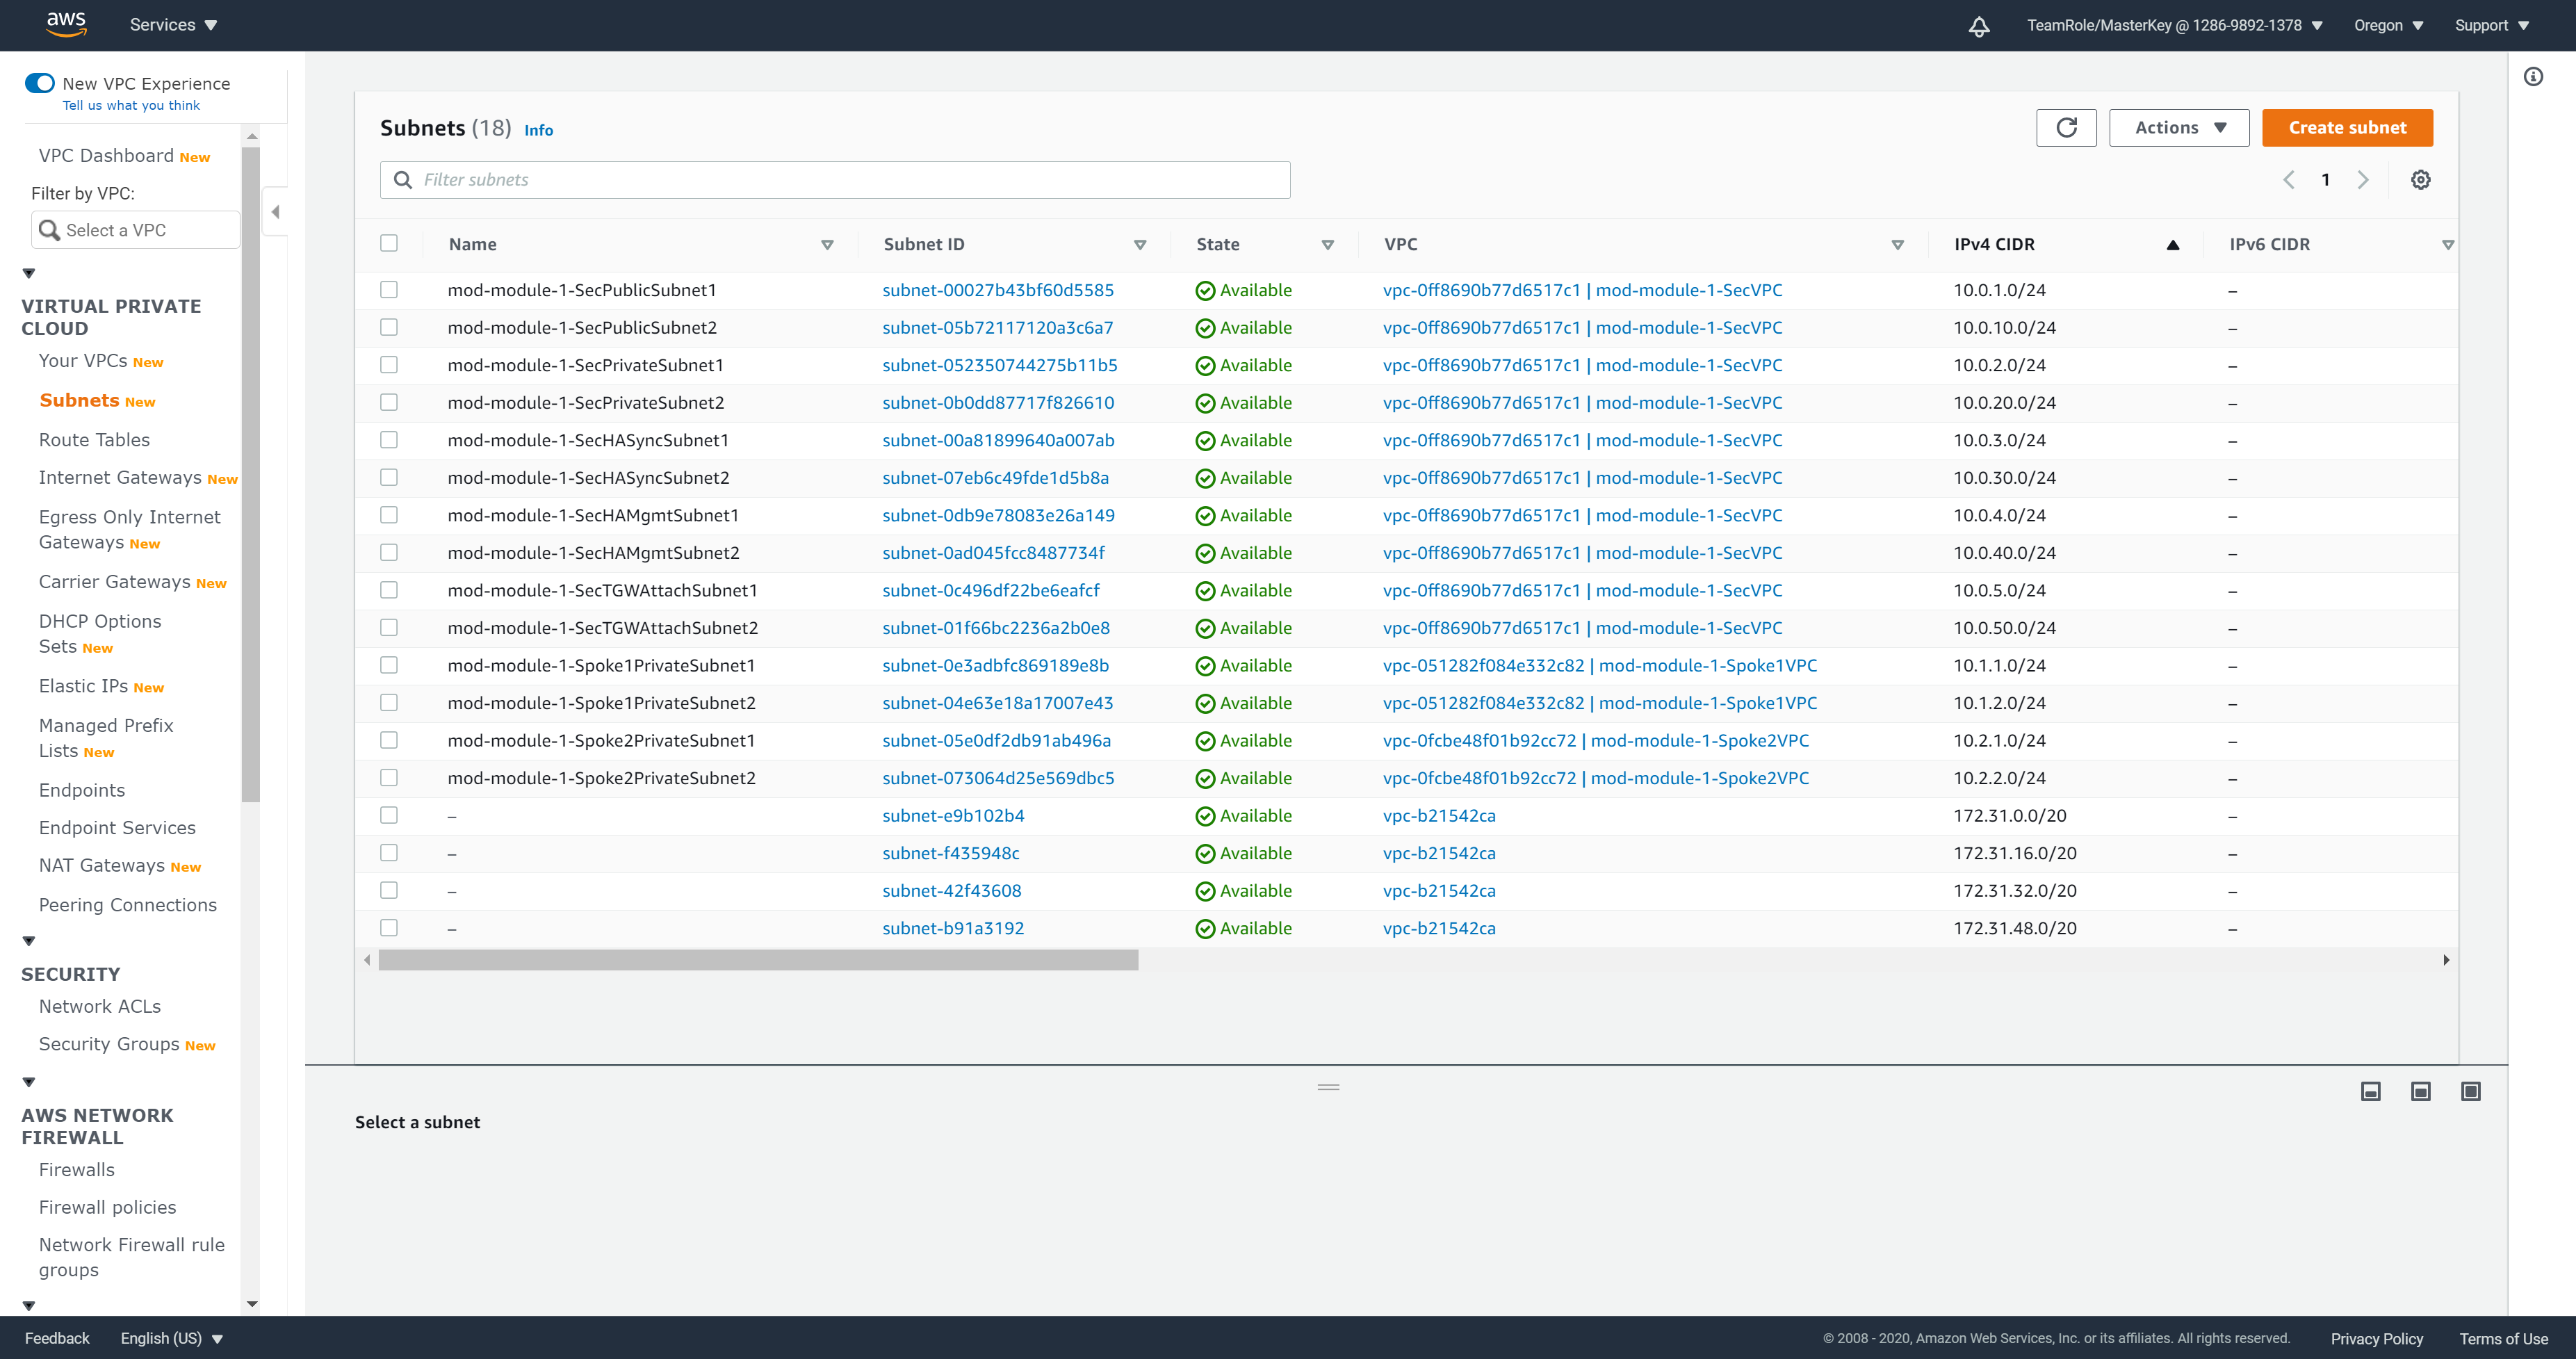 aws Services TeamRole/MasterKey @ 1286-9892-1378 Oregon Support
New VPC Experience
Tell us what you think
VPC Dashboard New
Filter by VPC:
Select a VPC
VIRTUAL PRIVATE
CLOUD
Your VPCs New
Subnets New
Route Tables
Internet Gateways New
Egress Only Internet
Gateways New
Carrier Gateways New
DHCP Options
Sets New
Elastic IPs New
Managed Prefix
Lists New
Endpoints
Endpoint Services
NAT Gateways New
Peering Connections
SECURITY
Network ACLs
Security Groups New
AWS NETWORK
FIREWALL
Firewalls
Firewall policies
Network Firewall rule
groups
Subnets (18) Info Actions Create subnet
Filter subnets 1
Name Subnet ID State VPC IPv4 CIDR IPv6 CIDR
mod-module-1-SecPublicSubnet1 subnet-00027b43bf60d5585 Available vpc-0ff8690b77d6517c1 | mod-module-1-SecVPC 10.0.1.0/24 –
mod-module-1-SecPublicSubnet2 subnet-05b72117120a3c6a7 Available vpc-0ff8690b77d6517c1 | mod-module-1-SecVPC 10.0.10.0/24 –
mod-module-1-SecPrivateSubnet1 subnet-052350744275b11b5 Available vpc-0ff8690b77d6517c1 | mod-module-1-SecVPC 10.0.2.0/24 –
mod-module-1-SecPrivateSubnet2 subnet-0b0dd87717f826610 Available vpc-0ff8690b77d6517c1 | mod-module-1-SecVPC 10.0.20.0/24 –
mod-module-1-SecHASyncSubnet1 subnet-00a81899640a007ab Available vpc-0ff8690b77d6517c1 | mod-module-1-SecVPC 10.0.3.0/24 –
mod-module-1-SecHASyncSubnet2 subnet-07eb6c49fde1d5b8a Available vpc-0ff8690b77d6517c1 | mod-module-1-SecVPC 10.0.30.0/24 –
mod-module-1-SecHAMgmtSubnet1 subnet-0db9e78083e26a149 Available vpc-0ff8690b77d6517c1 | mod-module-1-SecVPC 10.0.4.0/24 –
mod-module-1-SecHAMgmtSubnet2 subnet-0ad045fcc8487734f Available vpc-0ff8690b77d6517c1 | mod-module-1-SecVPC 10.0.40.0/24 –
mod-module-1-SecTGWAttachSubnet1 subnet-0c496df22be6eafcf Available vpc-0ff8690b77d6517c1 | mod-module-1-SecVPC 10.0.5.0/24 –
mod-module-1-SecTGWAttachSubnet2 subnet-01f66bc2236a2b0e8 Available vpc-0ff8690b77d6517c1 | mod-module-1-SecVPC 10.0.50.0/24 –
mod-module-1-Spoke1PrivateSubnet1 subnet-0e3adbfc869189e8b Available vpc-051282f084e332c82 | mod-module-1-Spoke1VPC 10.1.1.0/24 –
mod-module-1-Spoke1PrivateSubnet2 subnet-04e63e18a17007e43 Available vpc-051282f084e332c82 | mod-module-1-Spoke1VPC 10.1.2.0/24 –
mod-module-1-Spoke2PrivateSubnet1 subnet-05e0df2db91ab496a Available vpc-0fcbe48f01b92cc72 | mod-module-1-Spoke2VPC 10.2.1.0/24 –
mod-module-1-Spoke2PrivateSubnet2 subnet-073064d25e569dbc5 Available vpc-0fcbe48f01b92cc72 | mod-module-1-Spoke2VPC 10.2.2.0/24 –
– subnet-e9b102b4 Available vpc-b21542ca 172.31.0.0/20 –
– subnet-f435948c Available vpc-b21542ca 172.31.16.0/20 –
– subnet-42f43608 Available vpc-b21542ca 172.31.32.0/20 –
– subnet-b91a3192 Available vpc-b21542ca 172.31.48.0/20 –
Select a subnet
Feedback English (US) © 2008 - 2020, Amazon Web Services, Inc. or its affiliates. All rights reserved. Privacy Policy Terms of Use